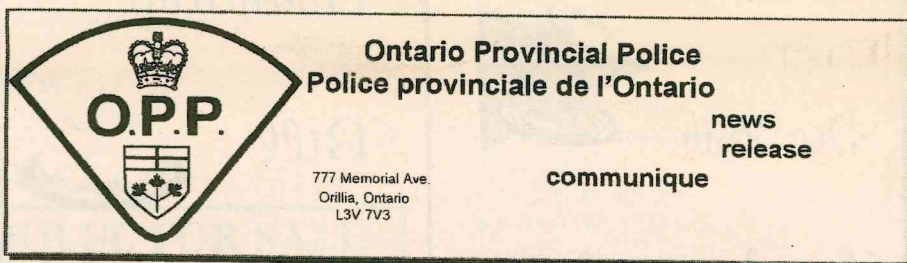 O.P.P.
Ontario Provincial Police
Police provinciale de l'Ontario
news
release
communique
777 Memorial Ave.
Orillia, Ontario
L3V 7V3